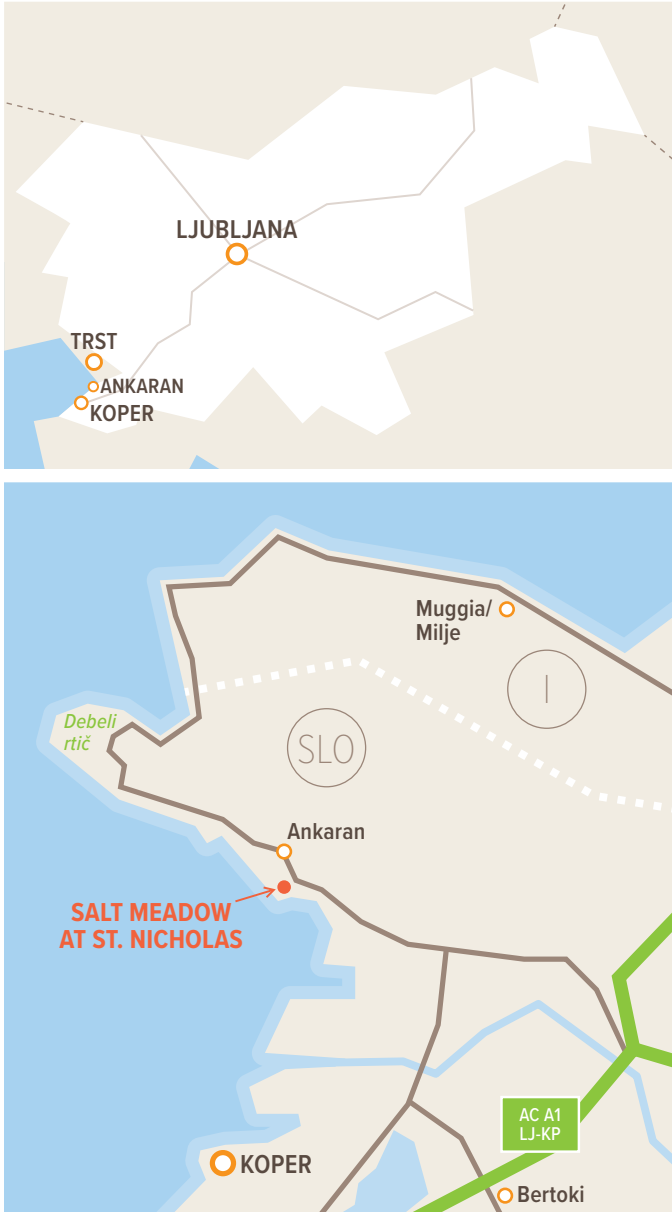 LJUBLJANA
TRST
ANKARAN
KOPER
Muggia/
Milje
I
Debeli
rtič
SLO
Ankaran
SALT MEADOW
AT ST. NICHOLAS
AC A1
LJ-KP
KOPER
Bertoki